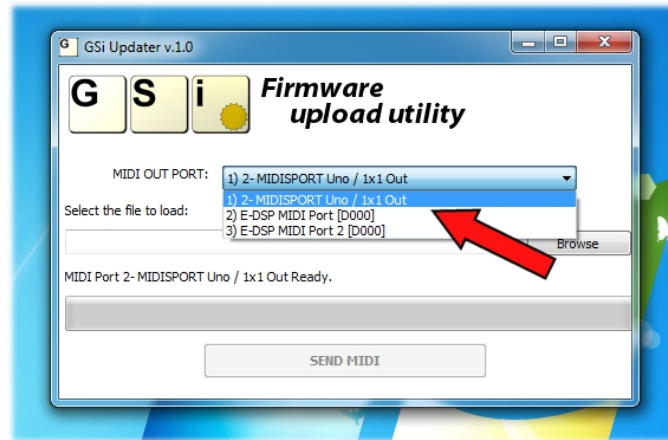 GSi Updater v.1.0
G S i
Firmware
upload utility
MIDI OUT PORT:
1) 2- MIDISPORT Uno / 1x1 Out
1) 2- MIDISPORT Uno / 1x1 Out
2) E-DSP MIDI Port [D000]
3) E-DSP MIDI Port 2 [D000]
Select the file to load:
Browse
MIDI Port 2- MIDISPORT Uno / 1x1 Out Ready.
SEND MIDI